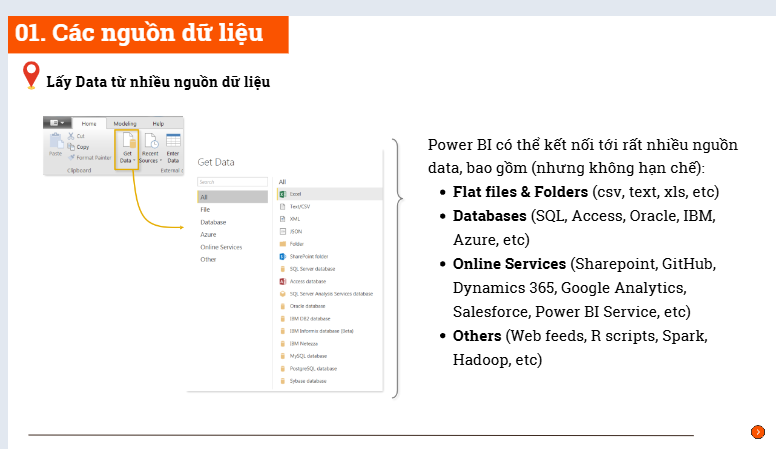 01. Các nguồn dữ liệu
Lấy Data từ nhiều nguồn dữ liệu
Home Modeling Help
Paste
Cut
Copy
Format Painter
Clipboard
Get Data
Recent Sources
Enter Data
External
Get Data
Search
All
File
Database
Azure
Online Services
Other
All
Excel
Text/CSV
XML
JSON
Folder
SharePoint folder
SQL Server database
Access database
SQL Server Analysis Services database
Oracle database
IBM DB2 database
IBM Informix database (Beta)
IBM Netezza
MySQL database
PostgreSQL database
Sybase database
Power BI có thể kết nối tới rất nhiều nguồn
data, bao gồm (nhưng không hạn chế):
• Flat files & Folders (csv, text, xls, etc)
• Databases (SQL, Access, Oracle, IBM,
Azure, etc)
• Online Services (Sharepoint, GitHub,
Dynamics 365, Google Analytics,
Salesforce, Power BI Service, etc)
• Others (Web feeds, R scripts, Spark,
Hadoop, etc)